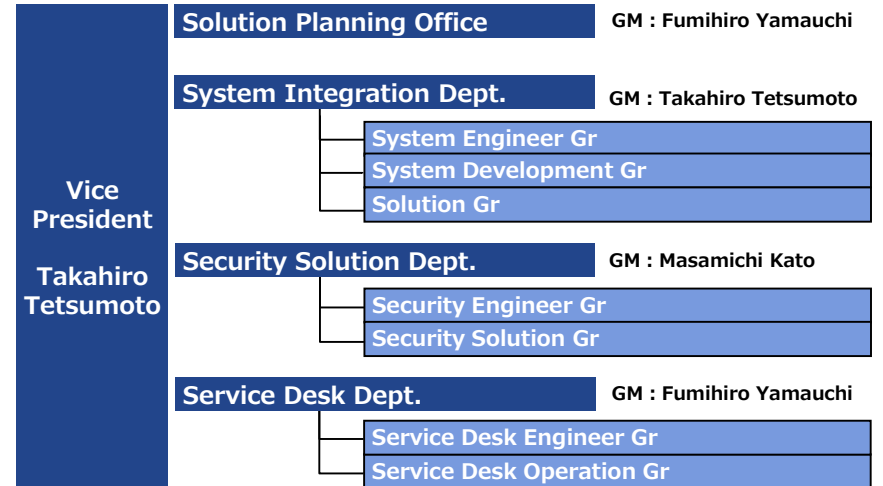 Vice
President
Takahiro
Tetsumoto
Solution Planning Office
GM : Fumihiro Yamauchi
System Integration Dept.
GM : Takahiro Tetsumoto
System Engineer Gr
System Development Gr
Solution Gr
Security Solution Dept.
GM : Masamichi Kato
Security Engineer Gr
Security Solution Gr
Service Desk Dept.
GM : Fumihiro Yamauchi
Service Desk Engineer Gr
Service Desk Operation Gr